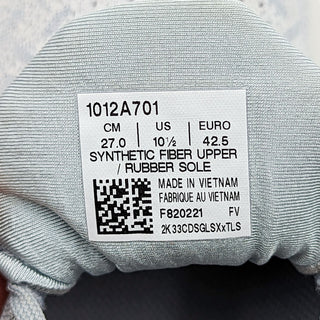 1012A701
CM US EURO
27.0 10½ 42.5
SYNTHETIC FIBER UPPER
/ RUBBER SOLE
MADE IN VIETNAM
FABRIQUE AU VIETNAM
F820221 FV
2K33CDSGLSXxTLS